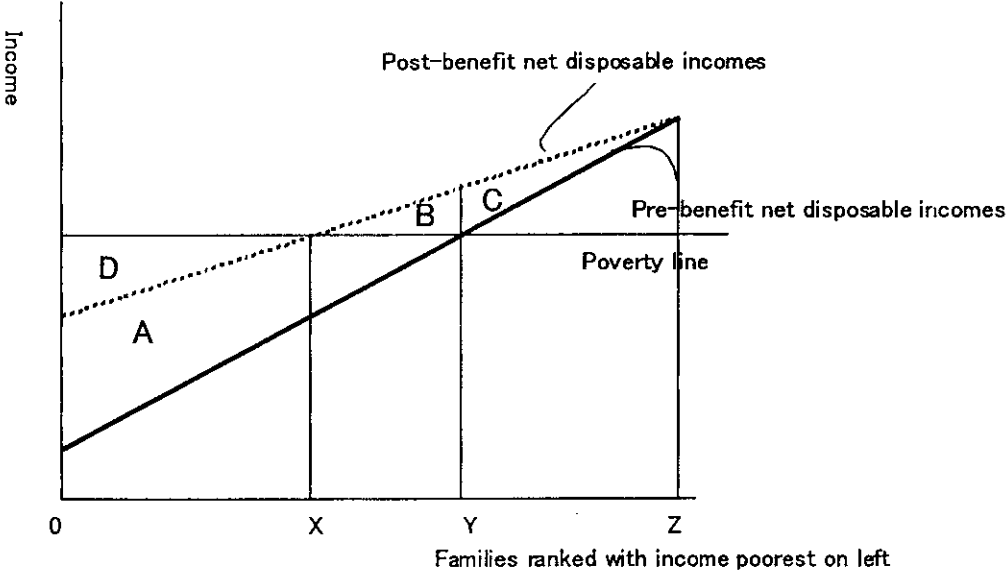 Income
Post-benefit net disposable incomes
C
B
Pre-benefit net disposable incomes
D
Poverty line
A
0 X Y Z
Families ranked with income poorest on left